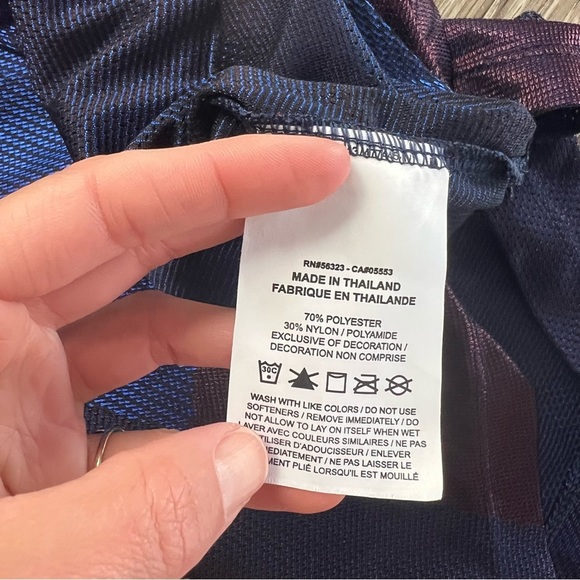 RN#56323 - CA#05553
MADE IN THAILAND
FABRIQUE EN THAILANDE
70% POLYESTER
30% NYLON / POLYAMIDE
EXCLUSIVE OF DECORATION /
DECORATION NON COMPRISE
30C
WASH WITH LIKE COLORS / DO NOT USE
SOFTENERS / REMOVE IMMEDIATELY / DO
NOT ALLOW TO LAY ON ITSELF WHEN WET
LAVER AVEC COULEURS SIMILAIRES / NE PAS
UTILISER D'ADOUCISSEUR / ENLEVER
/ NE PAS LAISSER LE
PLIÉ LORSQU'IL EST MOUILLÉ